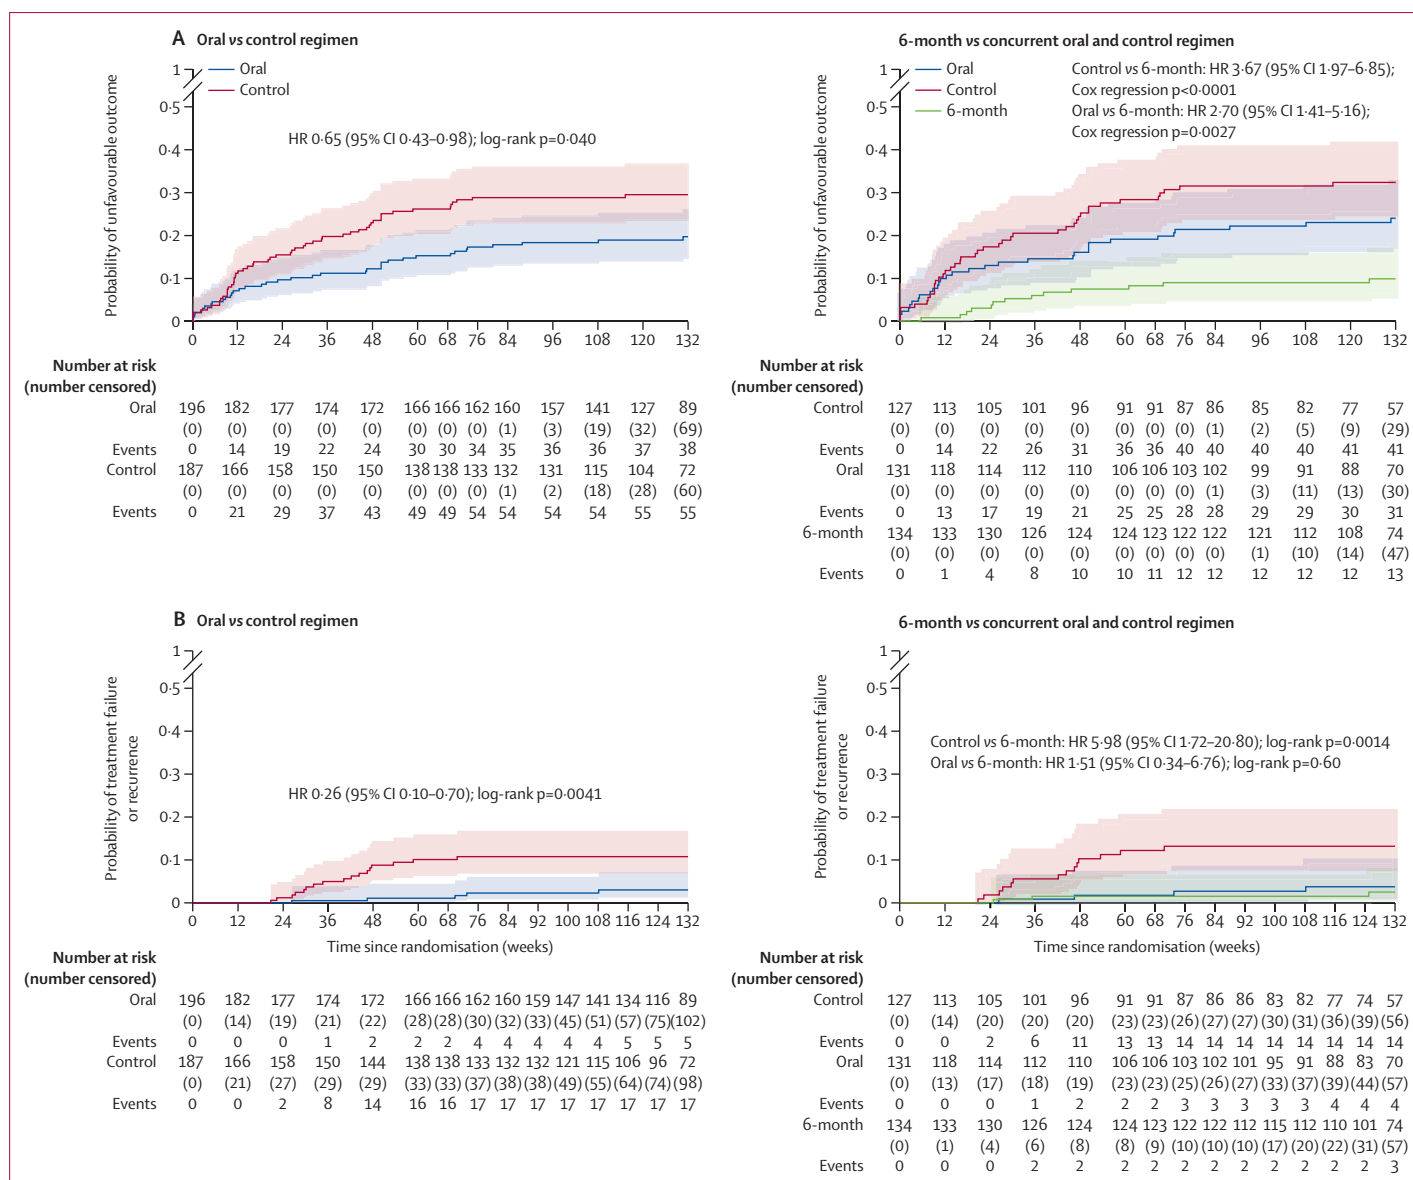 A Oral vs control regimen
Probability of unfavourable outcome
1
0·5
0·4
0·3
0·2
0·1
0
Oral
Control
HR 0·65 (95% CI 0·43–0·98); log-rank p=0·040
0 12 24 36 48 60 68 76 84 96 108 120 132
Number at risk
(number censored)
Oral 196 182 177 174 172 166 166 162 160 157 141 127 89
(0) (0) (0) (0) (0) (0) (0) (0) (1) (3) (19) (32) (69)
Events 0 14 19 22 24 30 30 34 35 36 36 37 38
Control 187 166 158 150 150 138 138 133 132 131 115 104 72
(0) (0) (0) (0) (0) (0) (0) (0) (1) (2) (18) (28) (60)
Events 0 21 29 37 43 49 49 54 54 54 54 55 55
6-month vs concurrent oral and control regimen
Probability of unfavourable outcome
1
0·5
0·4
0·3
0·2
0·1
0
Oral
Control
6-month
Control vs 6-month: HR 3·67 (95% CI 1·97–6·85);
Cox regression p<0·0001
Oral vs 6-month: HR 2·70 (95% CI 1·41–5·16);
Cox regression p=0·0027
0 12 24 36 48 60 68 76 84 96 108 120 132
Number at risk
(number censored)
Control 127 113 105 101 96 91 91 87 86 85 82 77 57
(0) (0) (0) (0) (0) (0) (0) (0) (1) (2) (5) (9) (29)
Events 0 14 22 26 31 36 36 40 40 40 40 41 41
Oral 131 118 114 112 110 106 106 103 102 99 91 88 70
(0) (0) (0) (0) (0) (0) (0) (0) (1) (3) (11) (13) (30)
Events 0 13 17 19 21 25 25 28 28 29 29 30 31
6-month 134 133 130 126 124 124 123 122 122 121 112 108 74
(0) (0) (0) (0) (0) (0) (0) (0) (0) (1) (10) (14) (47)
Events 0 1 4 8 10 10 11 12 12 12 12 12 13
B Oral vs control regimen
Probability of treatment failure
or recurrence
1
0·5
0·4
0·3
0·2
0·1
0
HR 0·26 (95% CI 0·10–0·70); log-rank p=0·0041
0 12 24 36 48 60 68 76 84 92 100 108 116 124 132
Time since randomisation (weeks)
Number at risk
(number censored)
Oral 196 182 177 174 172 166 166 162 160 159 147 141 134 116 89
(0) (14) (19) (21) (22) (28) (28) (30) (32) (33) (45) (51) (57) (75) (102)
Events 0 0 0 1 2 2 2 4 4 4 4 4 5 5 5
Control 187 166 158 150 144 138 138 133 132 132 121 115 106 96 72
(0) (21) (27) (29) (29) (33) (33) (37) (38) (38) (49) (55) (64) (74) (98)
Events 0 0 2 8 14 16 16 17 17 17 17 17 17 17 17
6-month vs concurrent oral and control regimen
Probability of treatment failure
or recurrence
1
0·5
0·4
0·3
0·2
0·1
0
Control vs 6-month: HR 5·98 (95% CI 1·72–20·80); log-rank p=0·0014
Oral vs 6-month: HR 1·51 (95% CI 0·34–6·76); log-rank p=0·60
0 12 24 36 48 60 68 76 84 92 100 108 116 124 132
Time since randomisation (weeks)
Number at risk
(number censored)
Control 127 113 105 101 96 91 91 87 86 86 83 82 77 74 57
(0) (14) (20) (20) (20) (23) (23) (26) (27) (27) (30) (31) (36) (39) (56)
Events 0 0 2 6 11 13 13 14 14 14 14 14 14 14 14
Oral 131 118 114 112 110 106 106 103 102 101 95 91 88 83 70
(0) (13) (17) (18) (19) (23) (23) (25) (26) (27) (33) (37) (39) (44) (57)
Events 0 0 0 1 2 2 2 3 3 3 3 3 4 4 4
6-month 134 133 130 126 124 124 123 122 122 112 115 112 110 101 74
(0) (1) (4) (6) (8) (8) (9) (10) (10) (10) (17) (20) (22) (31) (57)
Events 0 0 0 2 2 2 2 2 2 2 2 2 2 2 3